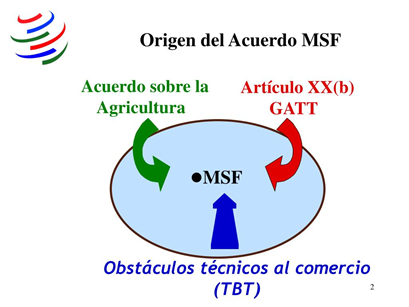 Origen del Acuerdo MSF
Acuerdo sobre la
Agricultura
Artículo XX(b)
GATT
●MSF
Obstáculos técnicos al comercio
(TBT)
2